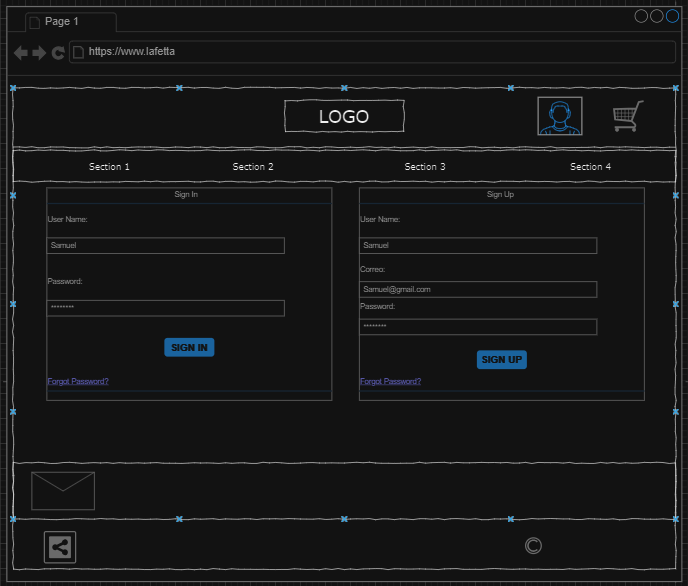 Page 1
https://www.lafetta
LOGO
Section 1
Section 2
Section 3
Section 4
Sign In
User Name:
Samuel
Password:
********
SIGN IN
Forgot Password?
Sign Up
User Name:
Samuel
Correo:
Samuel@gmail.com
Password:
********
SIGN UP
Forgot Password?
©